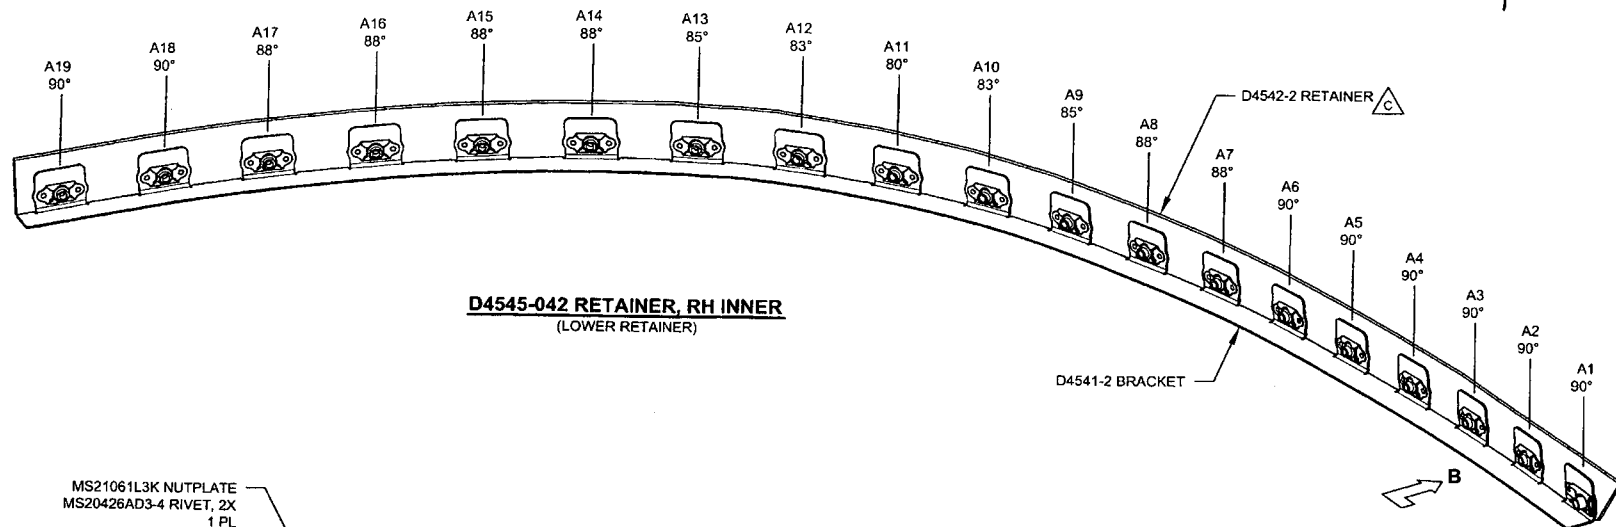 A19
90°
A18
90°
A17
88°
A16
88°
A15
88°
A14
88°
A13
85°
A12
83°
A11
80°
A10
83°
A9
85°
A8
88°
A7
88°
A6
90°
A5
90°
A4
90°
A3
90°
A2
90°
A1
90°
D4542-2 RETAINER C
D4545-042 RETAINER, RH INNER
(LOWER RETAINER)
D4541-2 BRACKET
B
MS21061L3K NUTPLATE
MS20426AD3-4 RIVET, 2X
1 PL